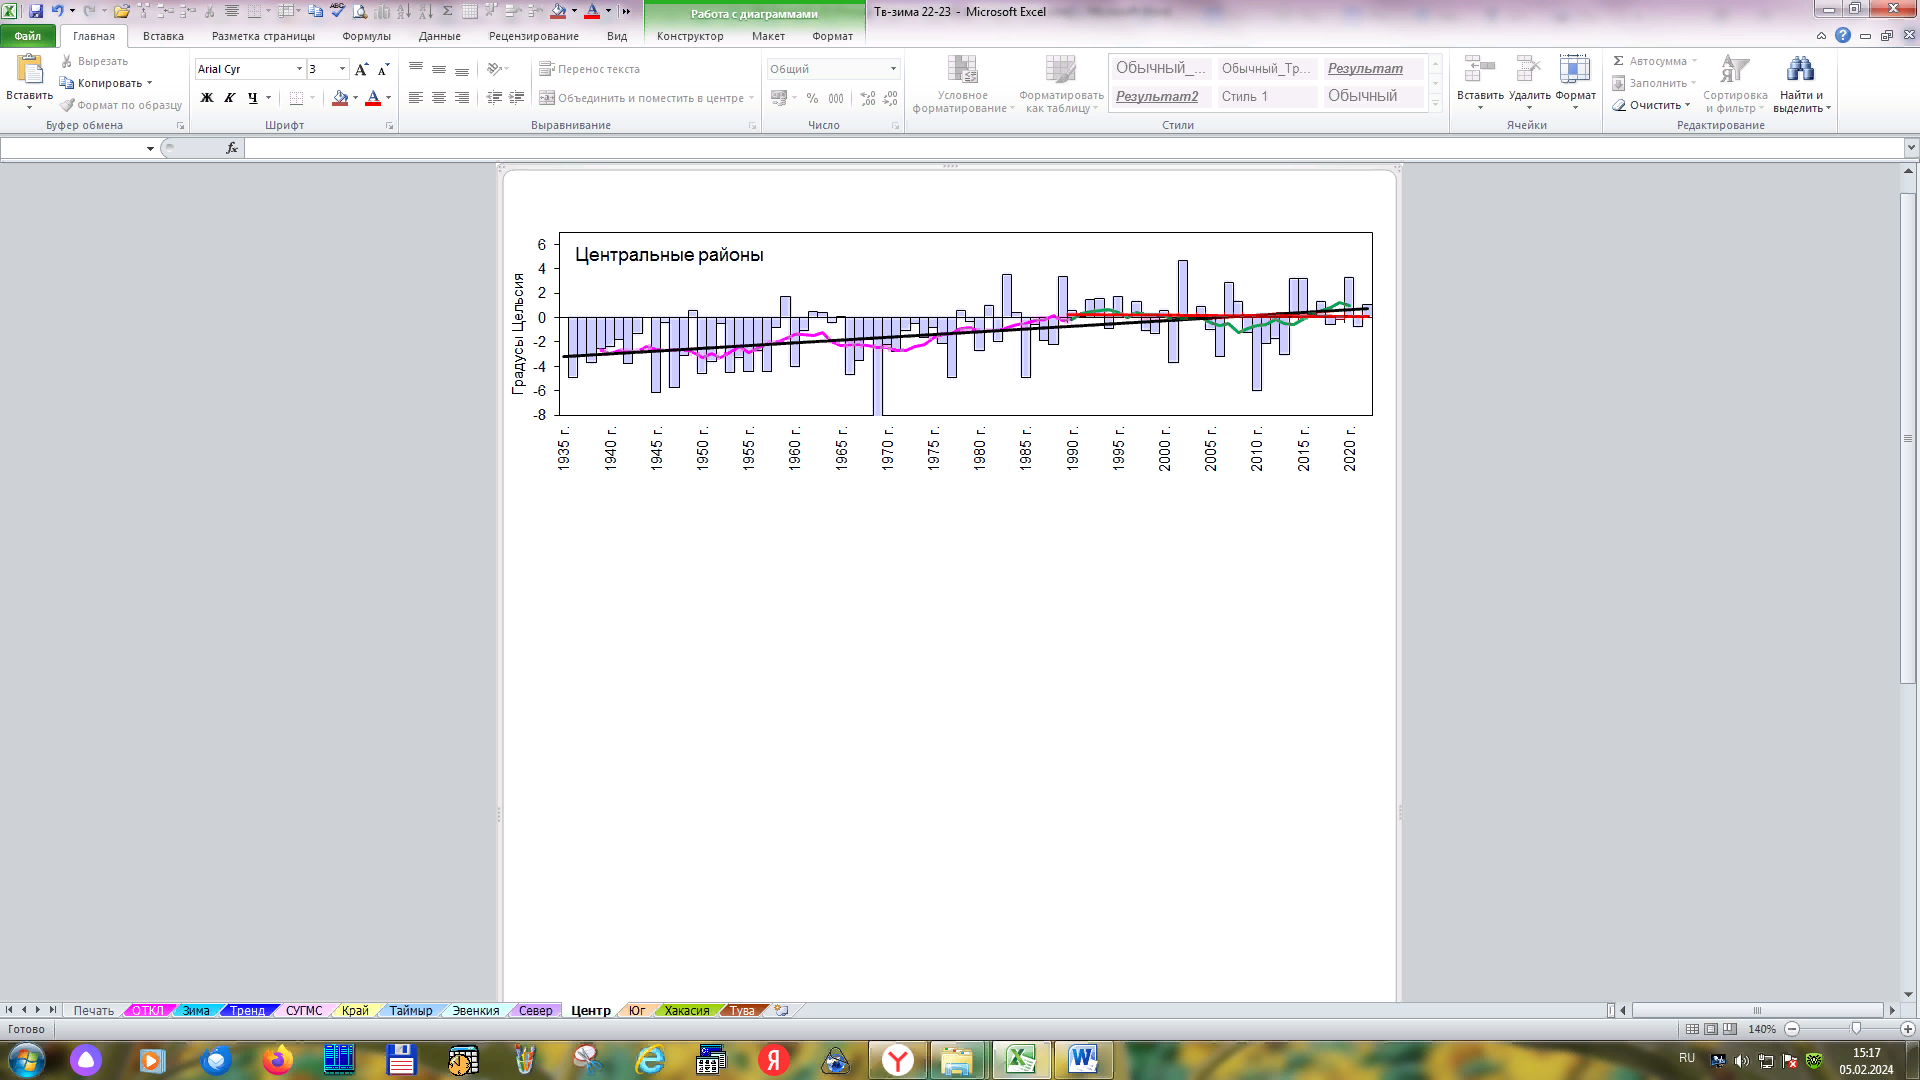 Работа с диаграммами
Тв-зима 22-23 - Microsoft Excel
Файл Главная Вставка Разметка страницы Формулы Данные Рецензирование Вид Конструктор Макет Формат
Вставить
Вырезать
Копировать
Формат по образцу
Буфер обмена
Arial Cyr 3
Ж К Ч
Шрифт
Перенос текста
Объединить и поместить в центре
Выравнивание
Общий
% 000
Число
Условное форматирование
Форматировать как таблицу
Обычный_... Обычный_Тр... Результат
Результат2 Стиль 1 Обычный
Стили
Вставить Удалить Формат
Ячейки
Автосумма
Заполнить
Очистить
Сортировка и фильтр
Найти и выделить
Редактирование
fx
Центральные районы
Градусы Цельсия
6
4
2
0
-2
-4
-6
-8
1935 г. 1940 г. 1945 г. 1950 г. 1955 г. 1960 г. 1965 г. 1970 г. 1975 г. 1980 г. 1985 г. 1990 г. 1995 г. 2000 г. 2005 г. 2010 г. 2015 г. 2020 г.
Печать ОТКЛ Зима Тренд СУГМС Край Таймыр Эвенкия Север Центр Юг Хакасия Тува
Готово
140%
RU
15:17
05.02.2024